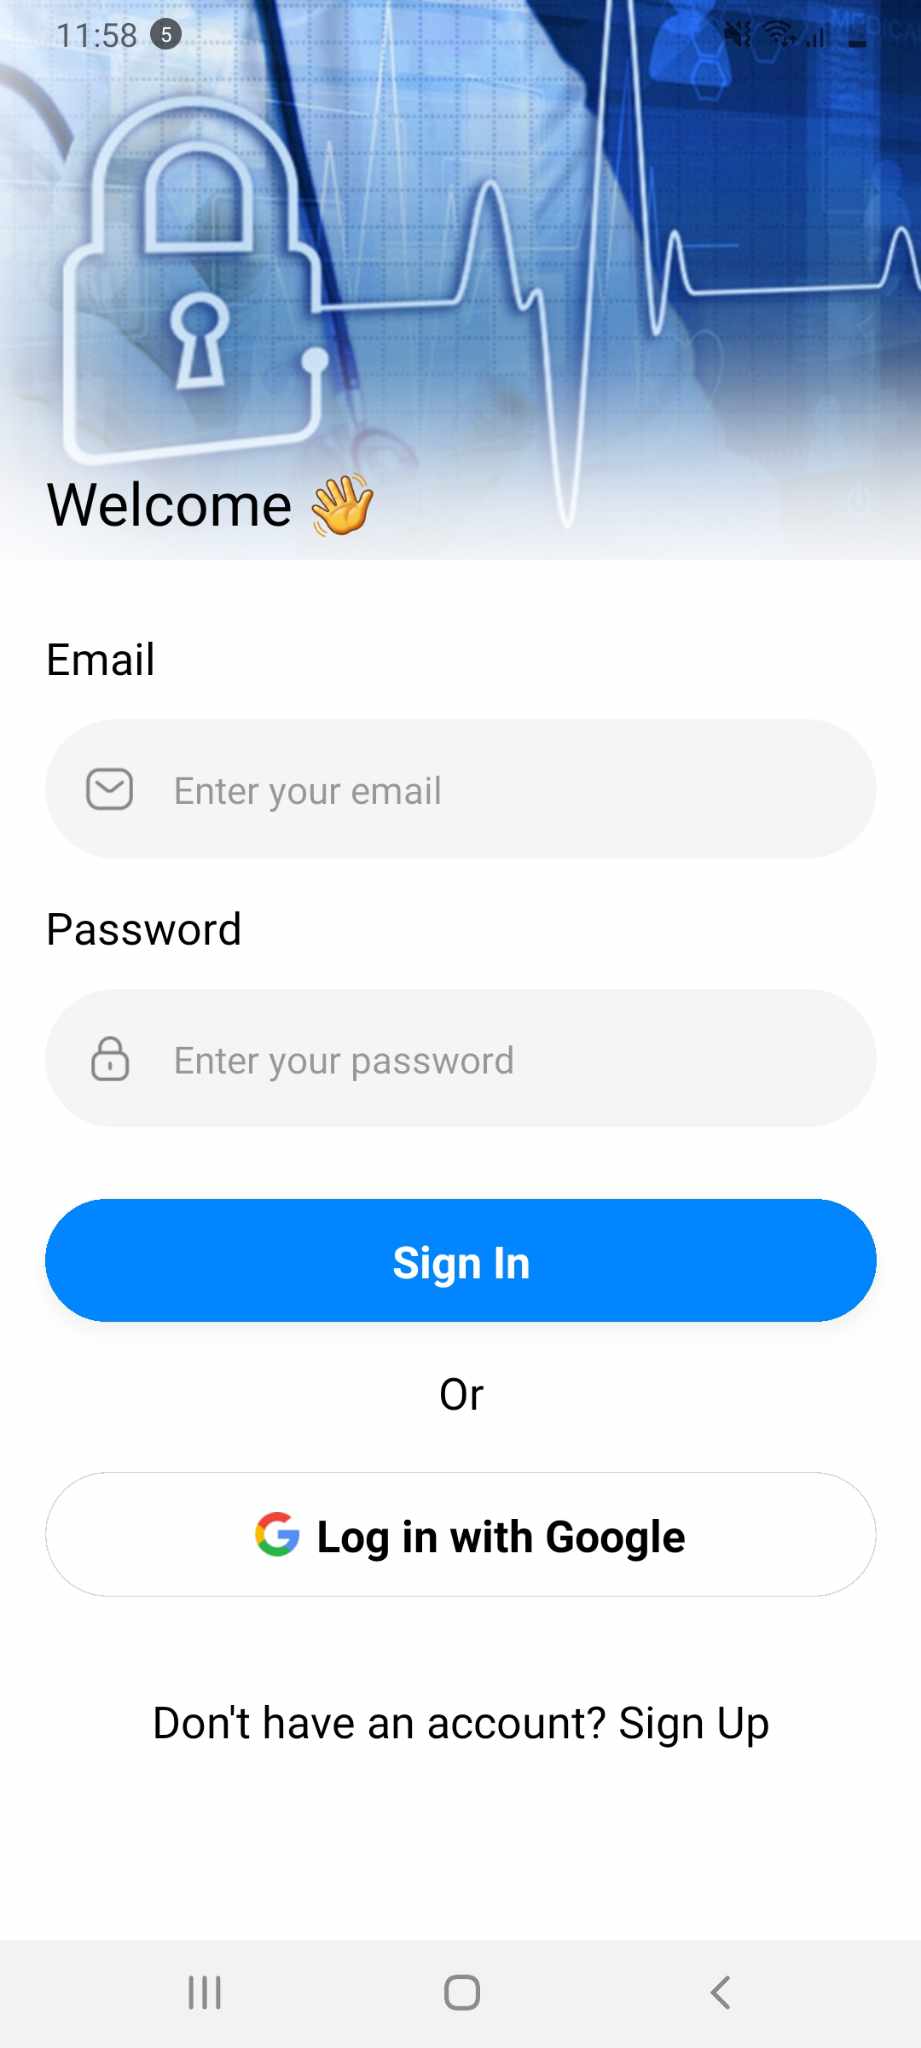 11:58 5
MEDICA
Welcome 👋
Email
Enter your email
Password
Enter your password
Sign In
Or
Log in with Google
Don't have an account? Sign Up